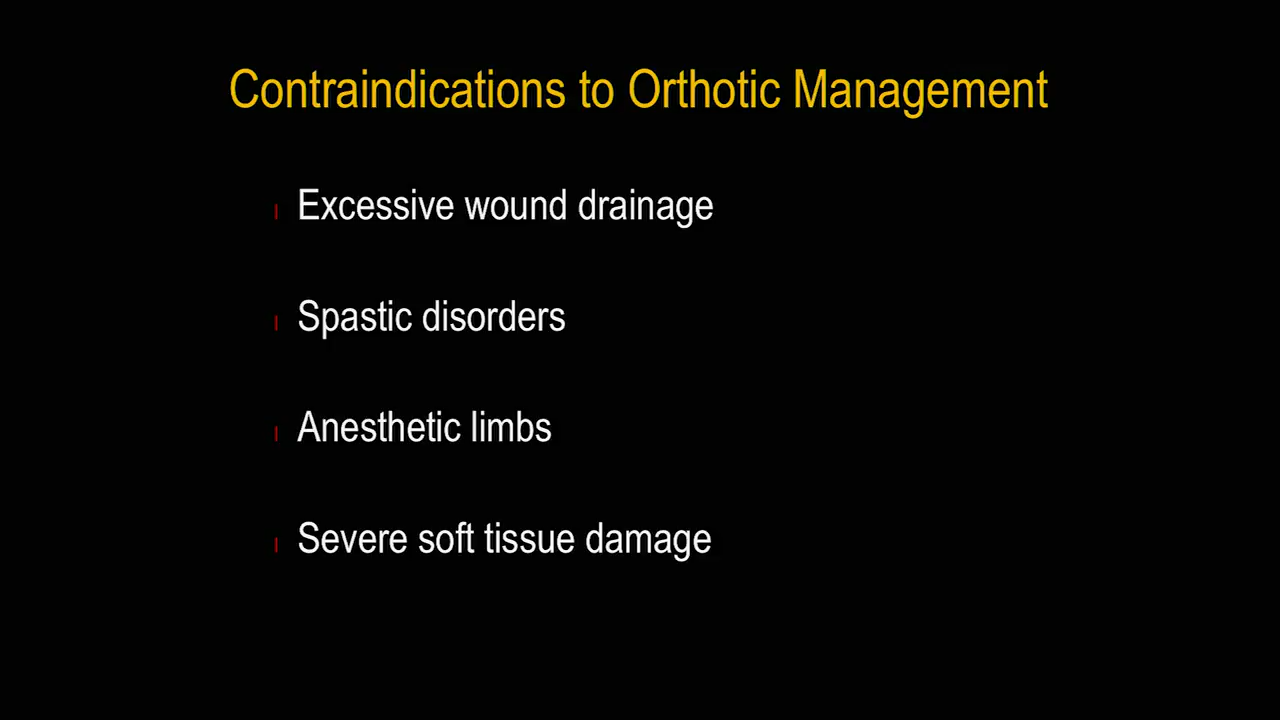 Contraindications to Orthotic Management
Excessive wound drainage
Spastic disorders
Anesthetic limbs
Severe soft tissue damage